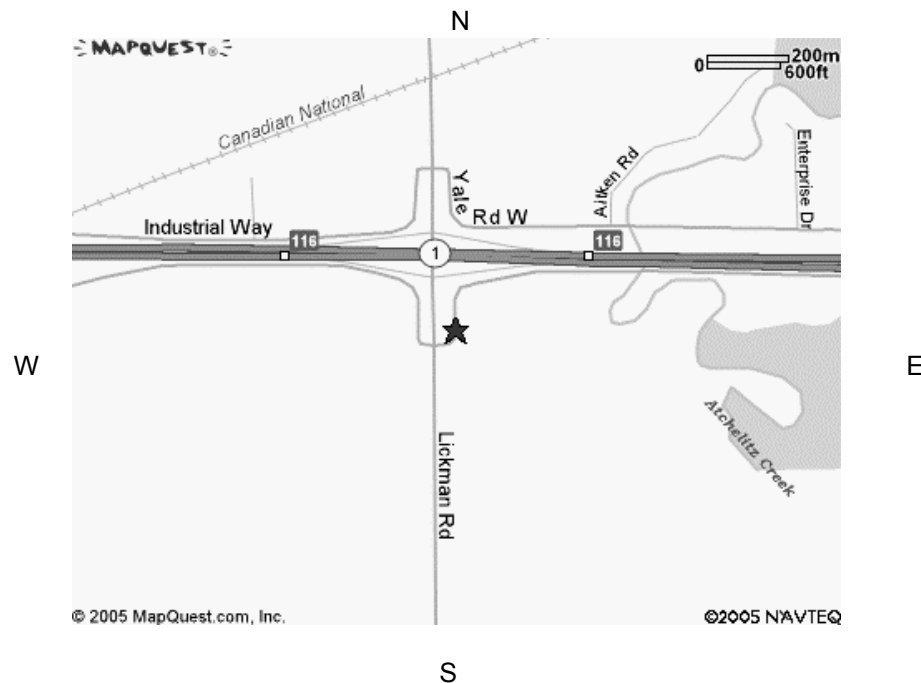 N
MAPQUEST®
0 200m
600ft
Canadian National
Yale
Rd W
Aitken Rd
Enterprise Dr
Industrial Way
116
116
1
W
E
Lickman Rd
Atchelitz Creek
© 2005 MapQuest.com, Inc.
©2005 NAVTEQ
S